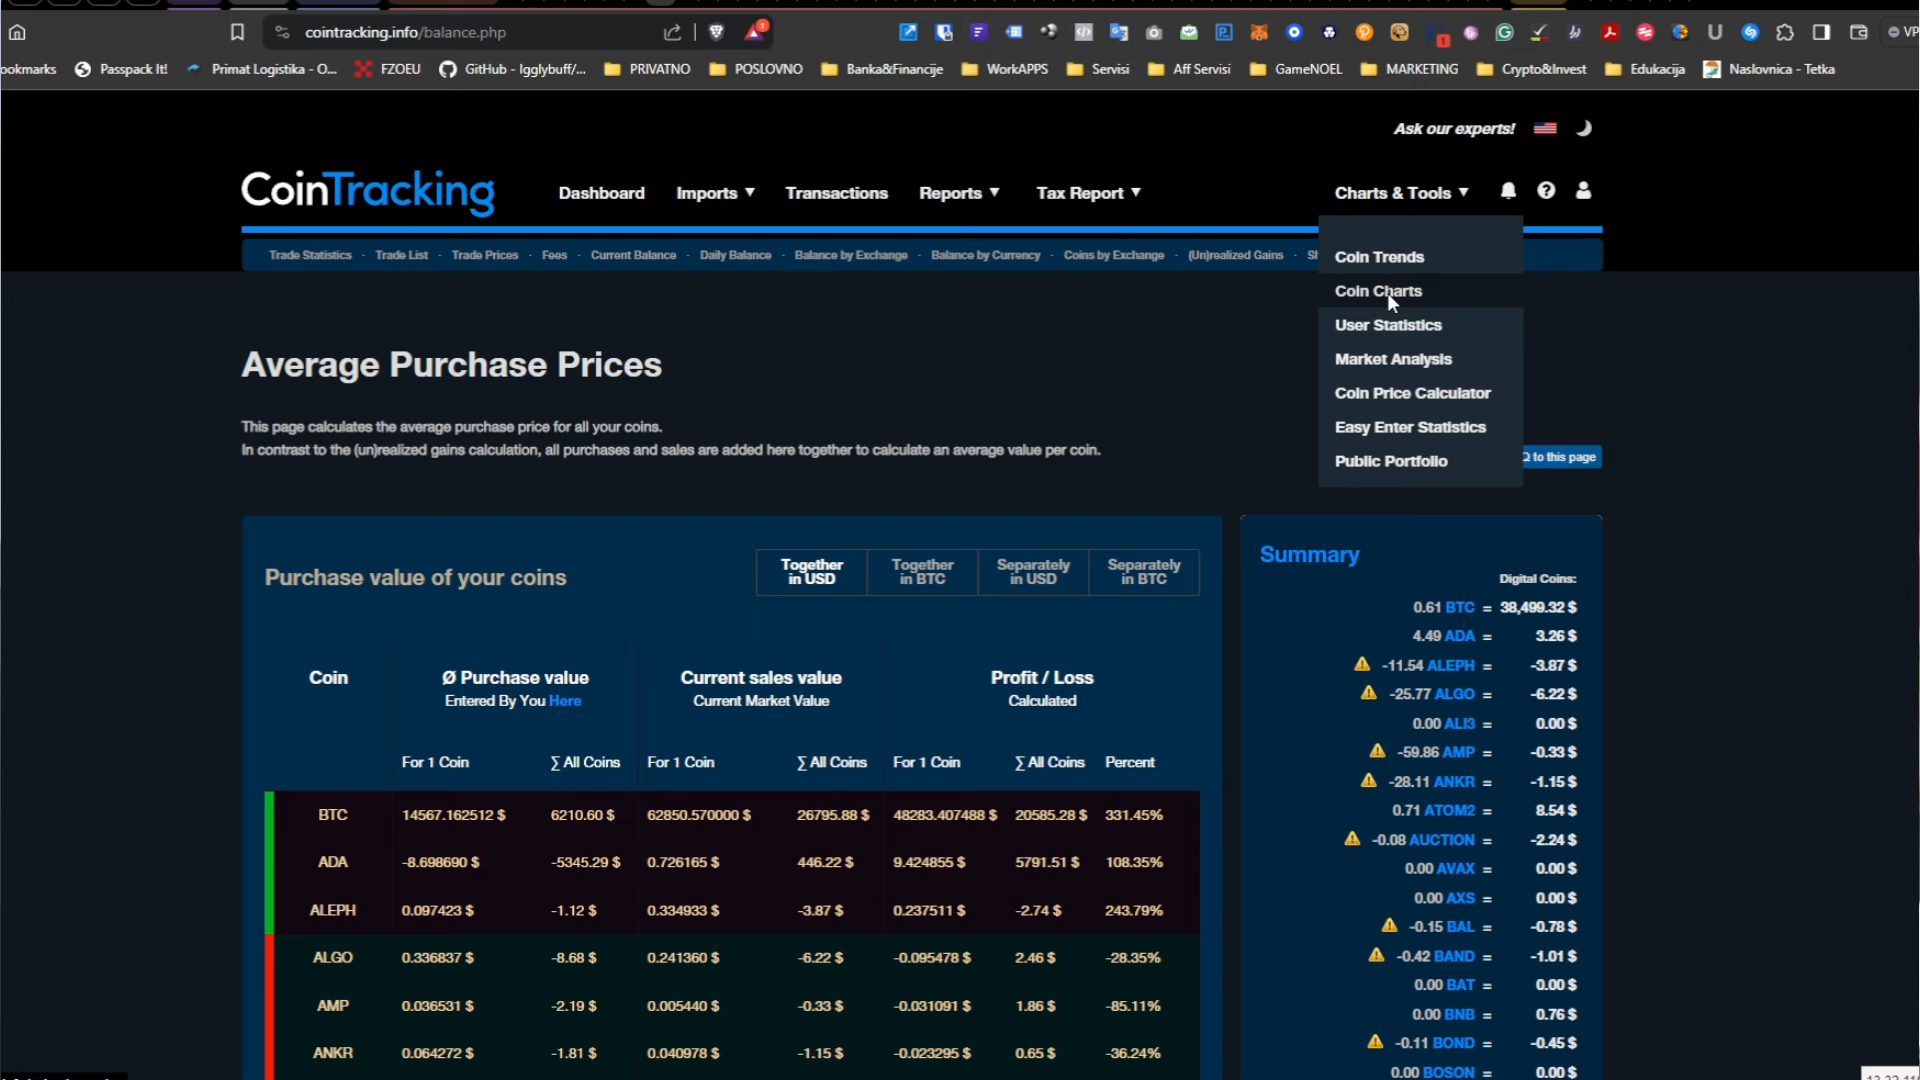 1
cointracking.info/balance.php
1
VP
ookmarks Passpack It! Primat Logistika - O... FZOEU GitHub - Igglybuff/... PRIVATNO POSLOVNO Banka&Financije WorkAPPS Servisi Aff Servisi GameNOEL MARKETING Crypto&Invest Edukacija Naslovnica - Tetka
Ask our experts!
CoinTracking Dashboard Imports ▼ Transactions Reports ▼ Tax Report ▼ Charts & Tools ▼
Trade Statistics - Trade List - Trade Prices - Fees - Current Balance - Daily Balance - Balance by Exchange - Balance by Currency - Coins by Exchange - (Un)realized Gains - Sh
Coin Trends
Coin Charts
User Statistics
Market Analysis
Coin Price Calculator
Easy Enter Statistics
Public Portfolio
Average Purchase Prices
This page calculates the average purchase price for all your coins.
In contrast to the (un)realized gains calculation, all purchases and sales are added here together to calculate an average value per coin.
Q to this page
Purchase value of your coins
Together in USD
Together in BTC
Separately in USD
Separately in BTC
Coin Ø Purchase value Current sales value Profit / Loss
Entered By You Here Current Market Value Calculated
For 1 Coin ∑ All Coins For 1 Coin ∑ All Coins For 1 Coin ∑ All Coins Percent
BTC 14567.162512 $ 6210.60 $ 62850.570000 $ 26795.88 $ 48283.407488 $ 20585.28 $ 331.45%
ADA -8.698690 $ -5345.29 $ 0.726165 $ 446.22 $ 9.424855 $ 5791.51 $ 108.35%
ALEPH 0.097423 $ -1.12 $ 0.334933 $ -3.87 $ 0.237511 $ -2.74 $ 243.79%
ALGO 0.336837 $ -8.68 $ 0.241360 $ -6.22 $ -0.095478 $ 2.46 $ -28.35%
AMP 0.036531 $ -2.19 $ 0.005440 $ -0.33 $ -0.031091 $ 1.86 $ -85.11%
ANKR 0.064272 $ -1.81 $ 0.040978 $ -1.15 $ -0.023295 $ 0.65 $ -36.24%
Summary
Digital Coins:
0.61 BTC = 38,499.32 $
4.49 ADA = 3.26 $
-11.54 ALEPH = -3.87 $
-25.77 ALGO = -6.22 $
0.00 ALI3 = 0.00 $
-59.86 AMP = -0.33 $
-28.11 ANKR = -1.15 $
0.71 ATOM2 = 8.54 $
-0.08 AUCTION = -2.24 $
0.00 AVAX = 0.00 $
0.00 AXS = 0.00 $
-0.15 BAL = -0.78 $
-0.42 BAND = -1.01 $
0.00 BAT = 0.00 $
0.00 BNB = 0.76 $
-0.11 BOND = -0.45 $
0.00 BOSON = 0.00 $